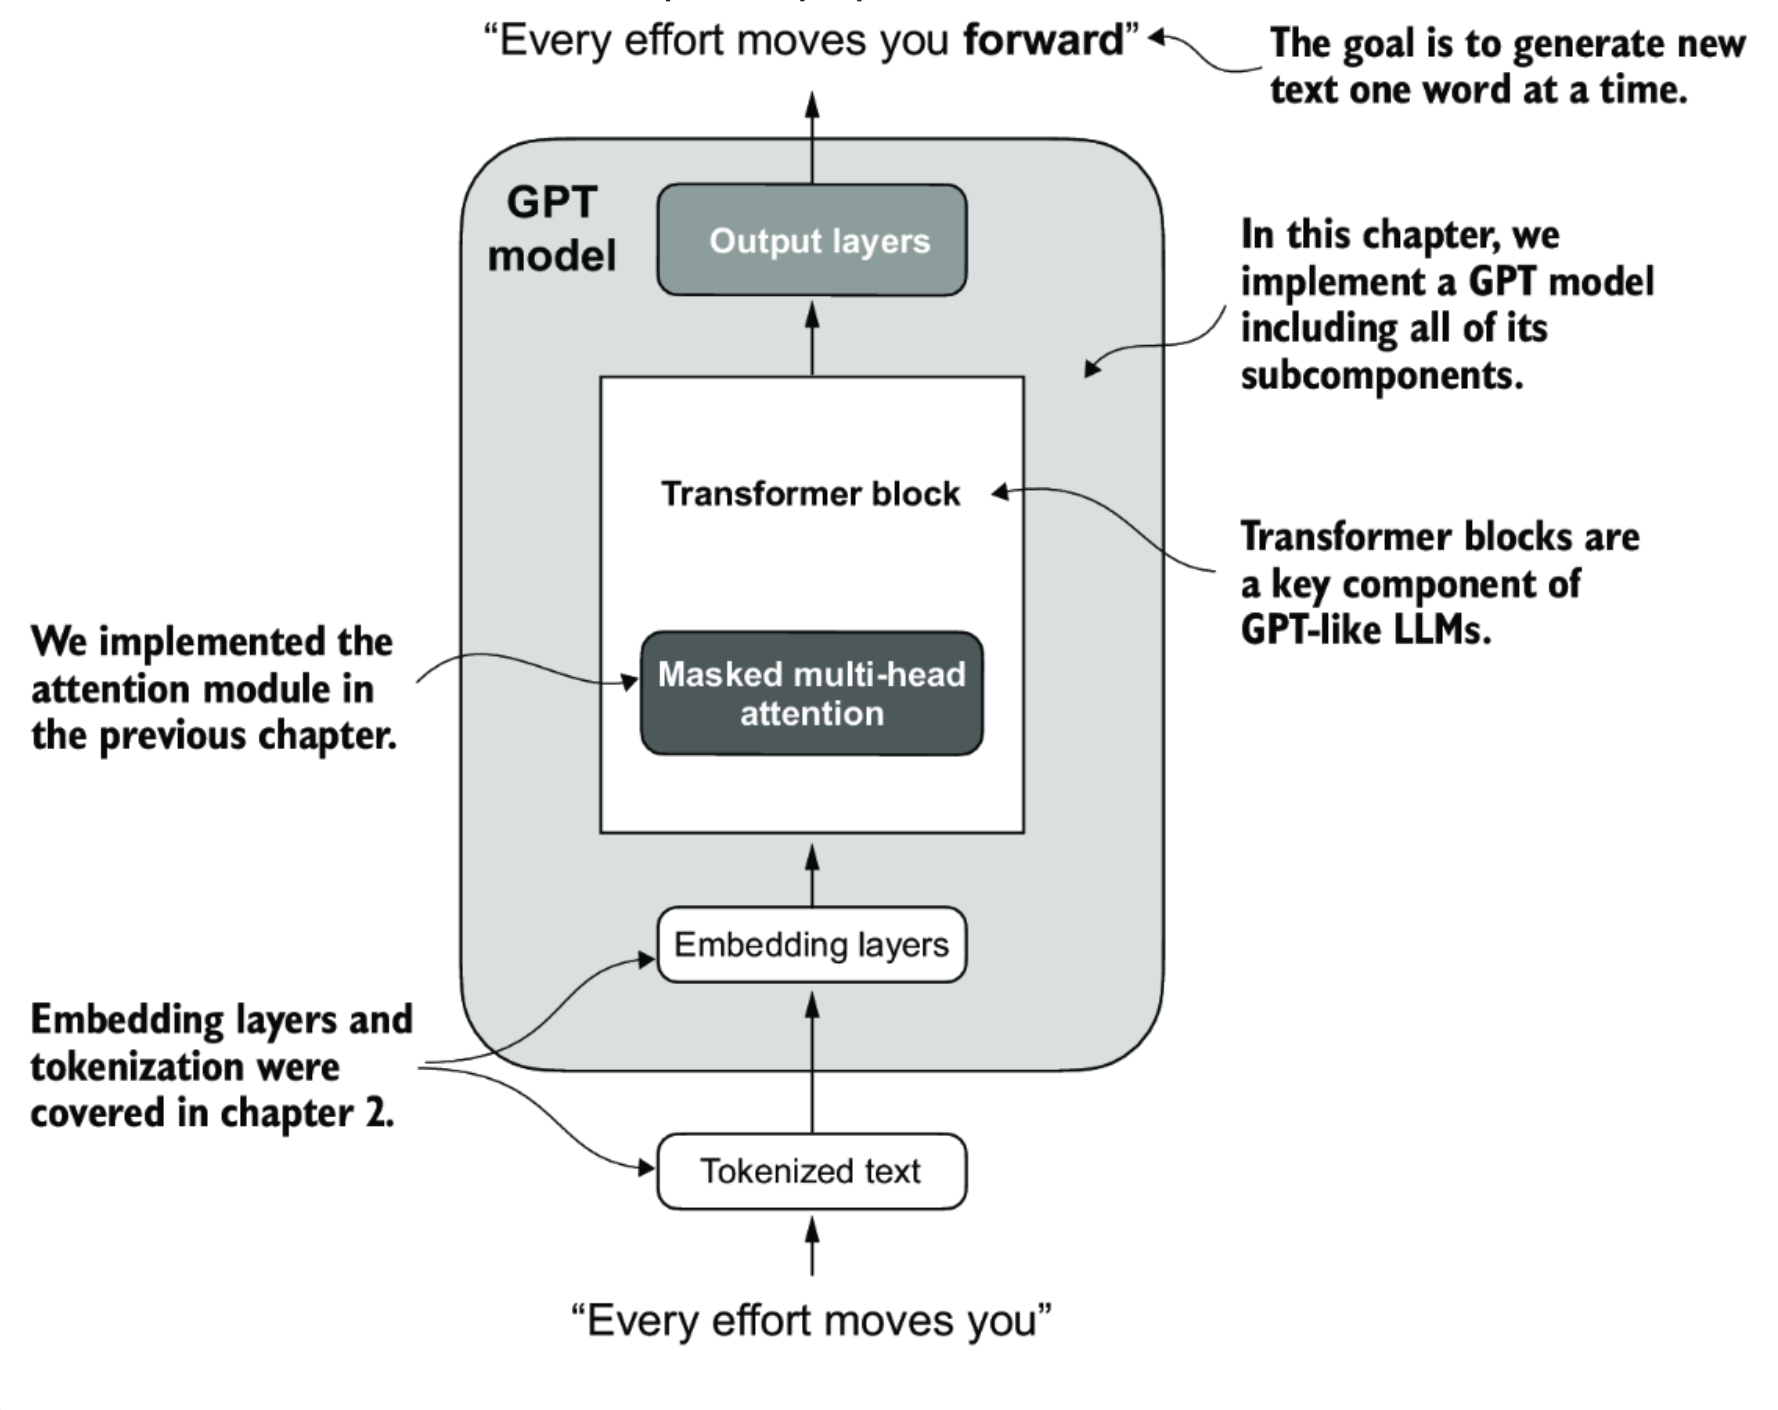 “Every effort moves you forward”
The goal is to generate new
text one word at a time.
GPT
model
Output layers
In this chapter, we
implement a GPT model
including all of its
subcomponents.
Transformer block
Transformer blocks are
a key component of
GPT-like LLMs.
We implemented the
attention module in
the previous chapter.
Masked multi-head
attention
Embedding layers
Embedding layers and
tokenization were
covered in chapter 2.
Tokenized text
“Every effort moves you”